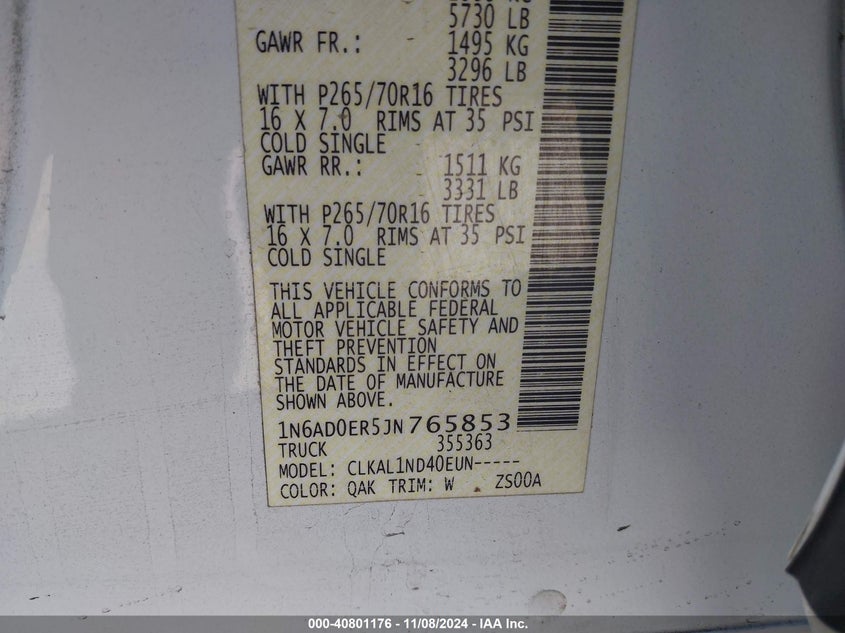 5730 LB
GAWR FR.: 1495 KG
3296 LB
WITH P265/70R16 TIRES
16 X 7.0 RIMS AT 35 PSI
COLD SINGLE
GAWR RR.: 1511 KG
3331 LB
WITH P265/70R16 TIRES
16 X 7.0 RIMS AT 35 PSI
COLD SINGLE
THIS VEHICLE CONFORMS TO
ALL APPLICABLE FEDERAL
MOTOR VEHICLE SAFETY AND
THEFT PREVENTION
STANDARDS IN EFFECT ON
THE DATE OF MANUFACTURE
SHOWN ABOVE.
1N6AD0ER5JN765853
TRUCK 355363
MODEL: CLKAL1ND40EUN-----
COLOR: QAK TRIM: W ZS00A
000-40801176 - 11/08/2024 - IAA Inc.